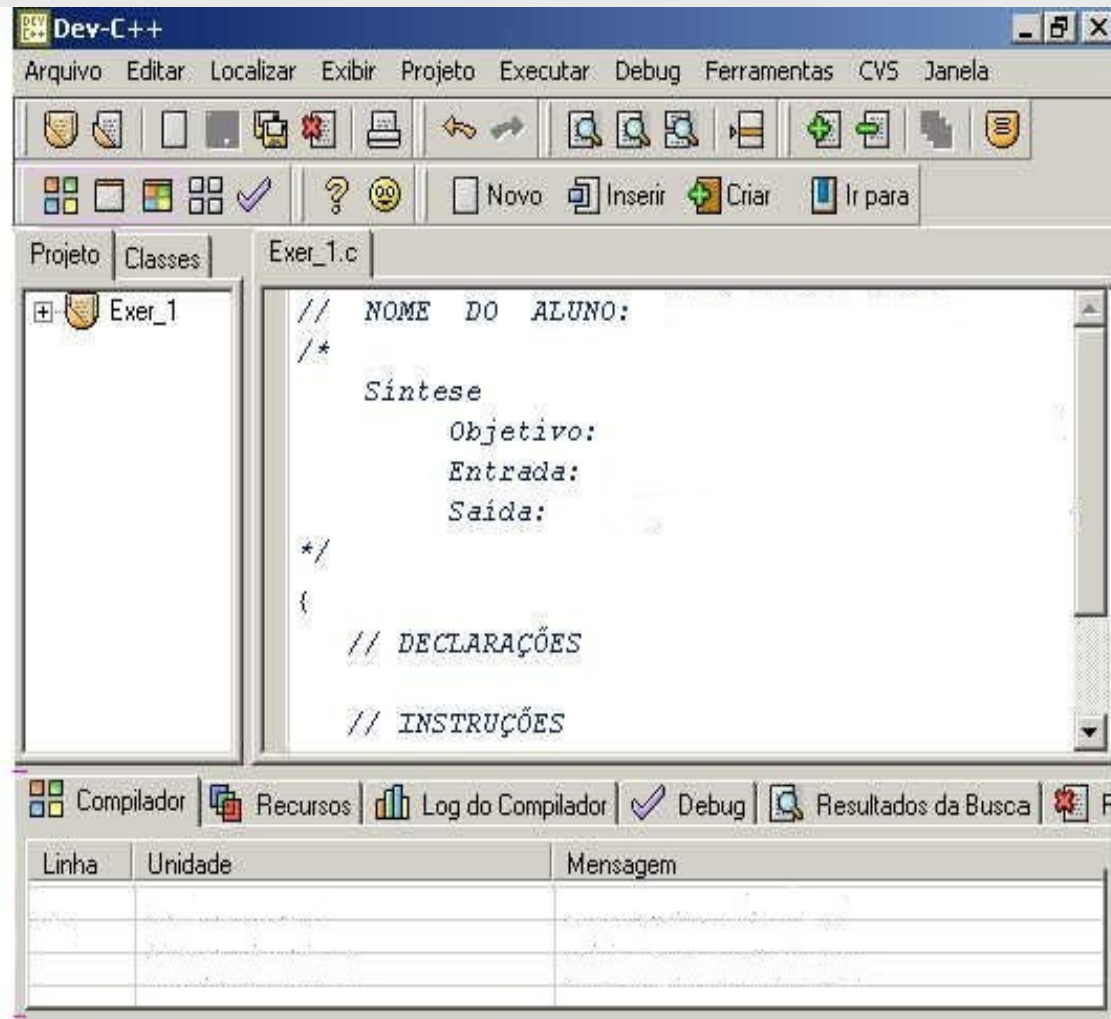 Dev-C++
Arquivo Editar Localizar Exibir Projeto Executar Debug Ferramentas CVS Janela
Novo Inserir Criar Ir para
Projeto Classes Exer_1.c
Exer_1
// NOME DO ALUNO:
/*
Síntese
Objetivo:
Entrada:
Saída:
*/
{
// DECLARAÇÕES
// INSTRUÇÕES
Compilador Recursos Log do Compilador Debug Resultados da Busca
Linha Unidade Mensagem